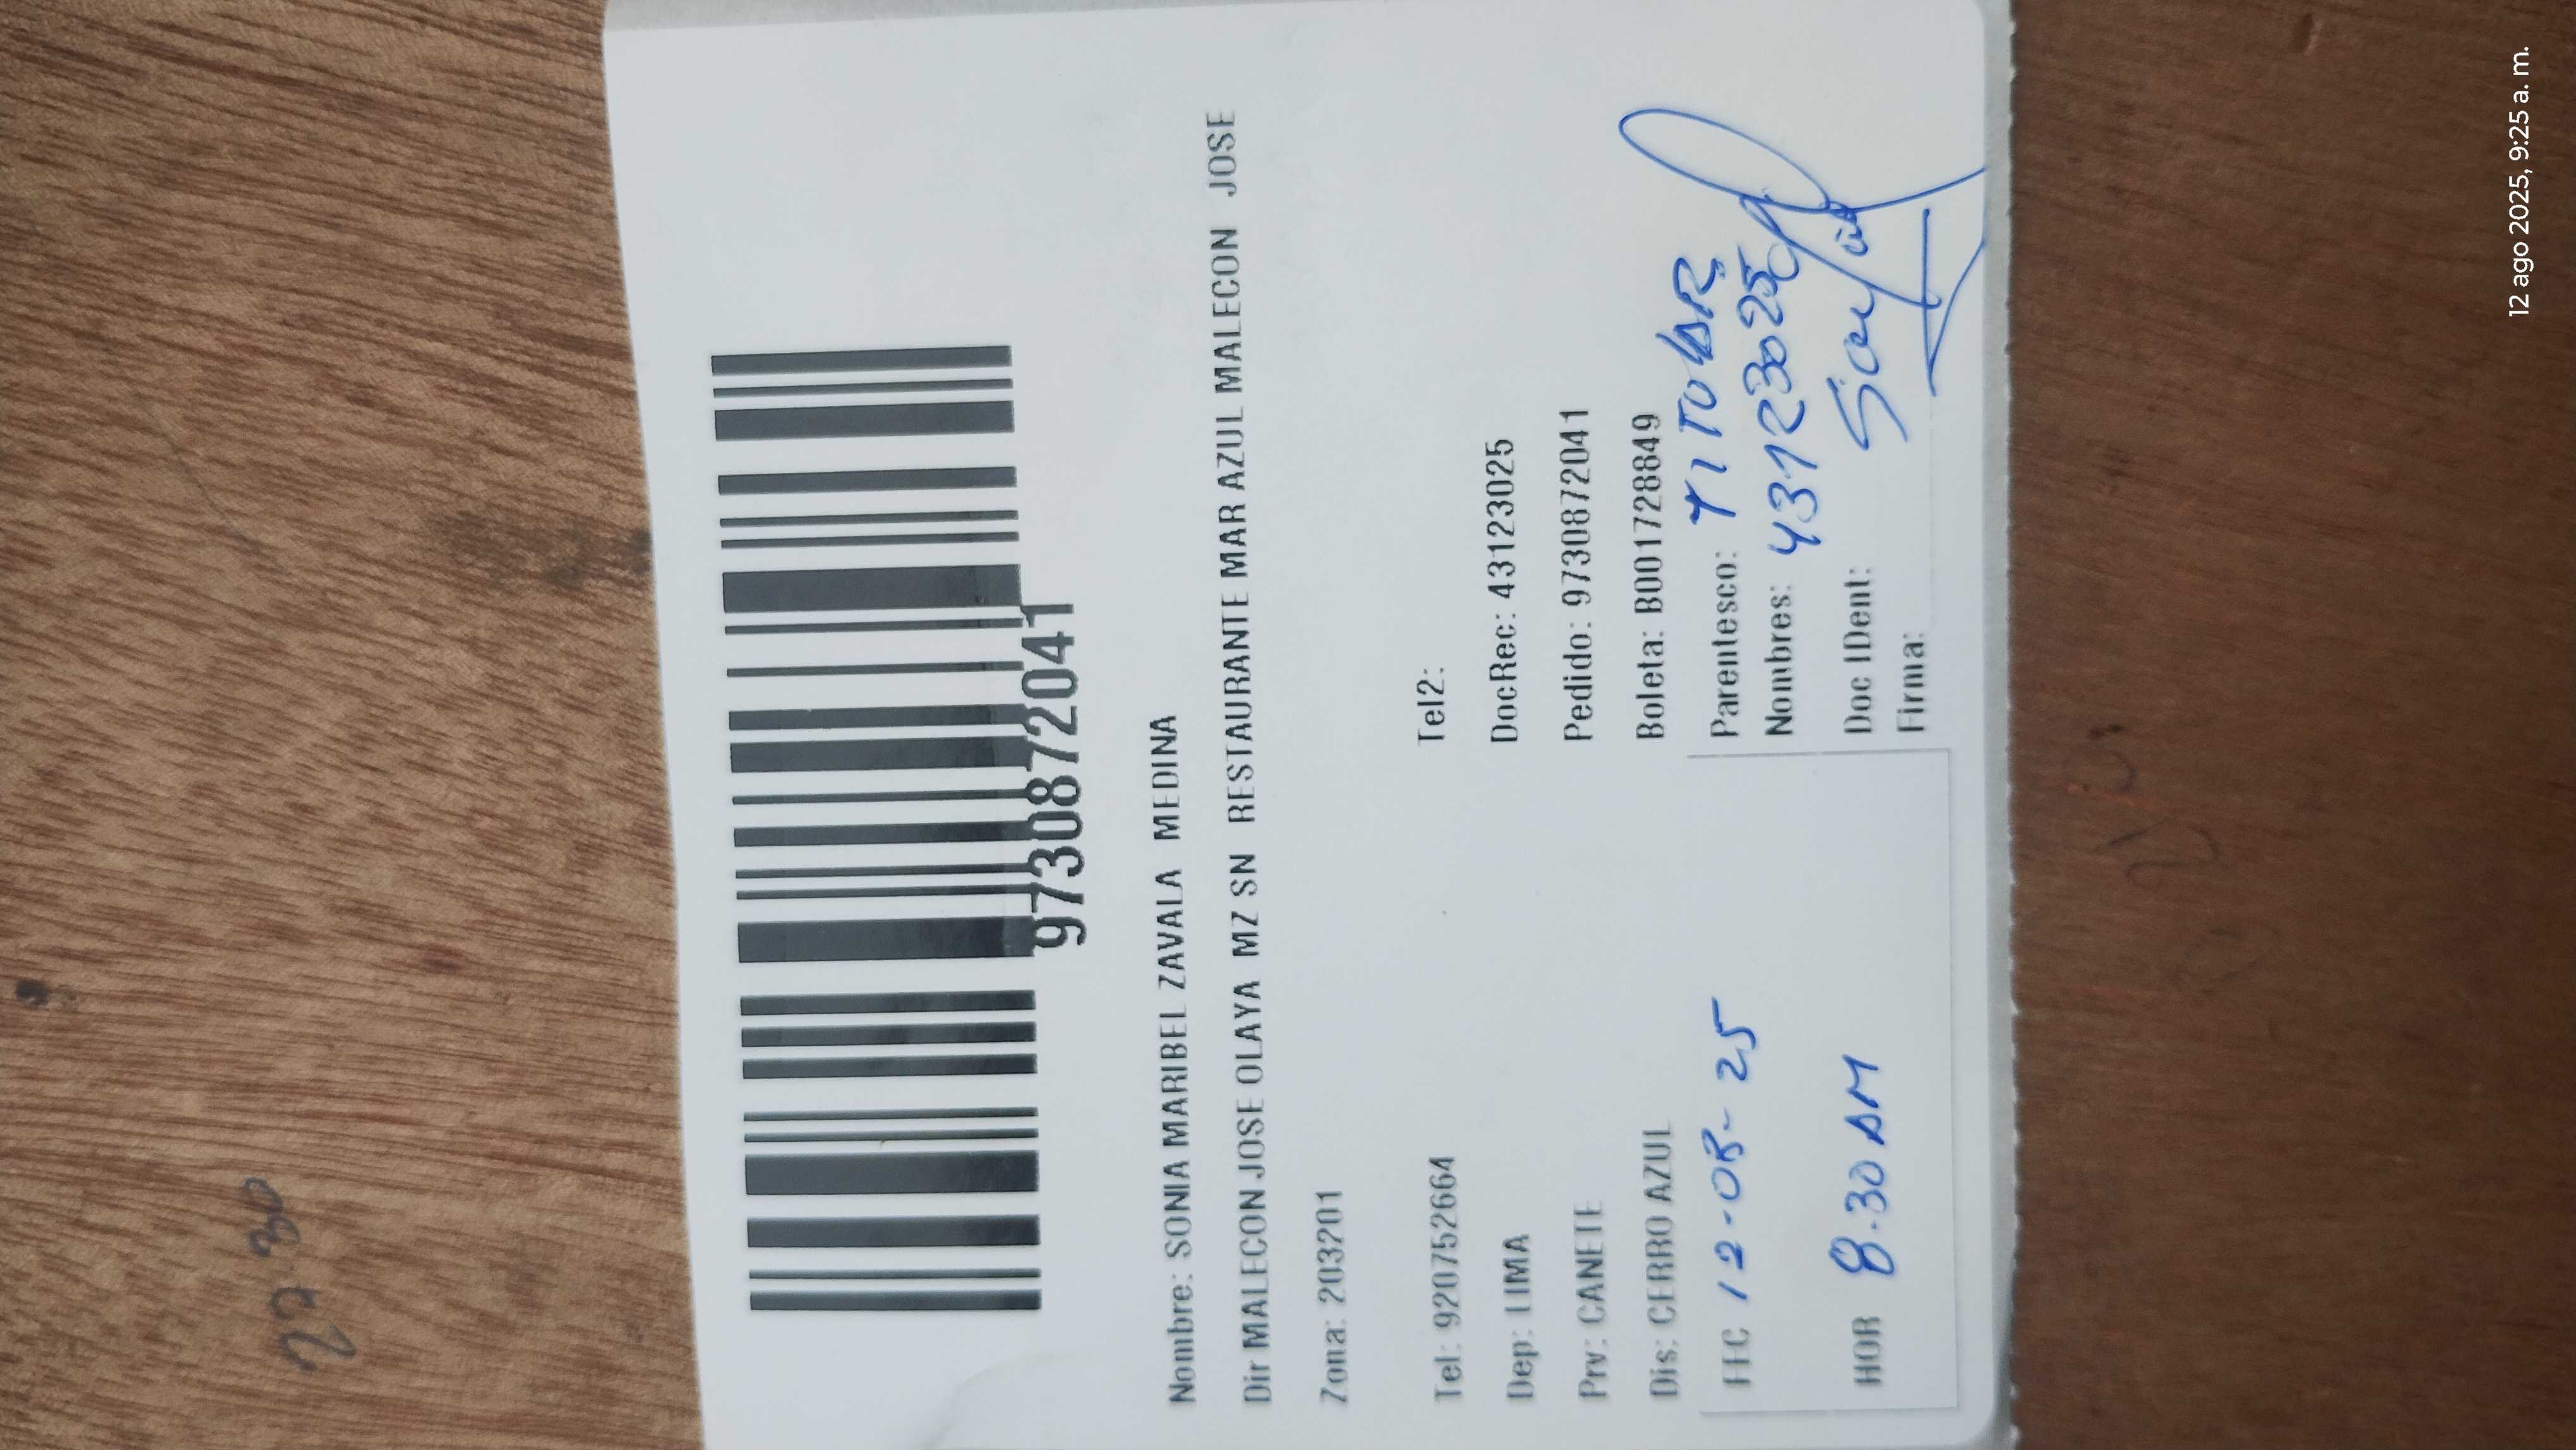 9730872041
Nombre: SONIA MARIBEL ZAVALA MEDINA
Dir MALECON JOSE OLAYA MZ SN RESTAURANTE MAR AZUL MALECON JOSE
Zona: 203201
Tel: 920752664 Tel2:
Dep: LIMA DocRec: 43123025
Prv: CANETE Pedido: 9730872041
Dis: CERRO AZUL Boleta: B001728849
FEC 12-08-25 Parentesco: TITULAR
Nombres: 43123025
HOR 8.30 AM Doc IDent:
Firma:
12 ago 2025, 9:25 a. m.